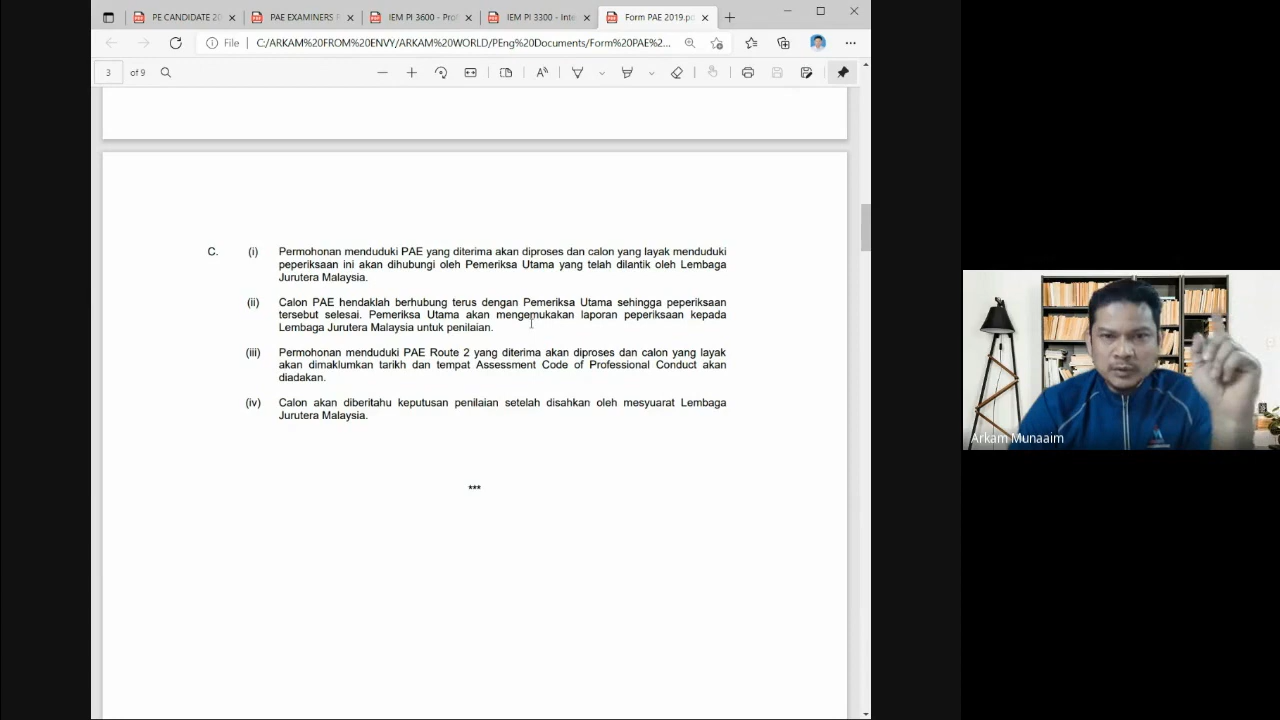 PE CANDIDATE 20
PAE EXAMINERS R
IEM PI 3600 - Prof
IEM PI 3300 - Inte
Form PAE 2019.pd
File
C:/ARKAM%20FROM%20ENVY/ARKAM%20WORLD/PEng%20Documents/Form%20PAE%2...
3 of 9
C. (i) Permohonan menduduki PAE yang diterima akan diproses dan calon yang layak menduduki
peperiksaan ini akan dihubungi oleh Pemeriksa Utama yang telah dilantik oleh Lembaga
Jurutera Malaysia.
(ii) Calon PAE hendaklah berhubung terus dengan Pemeriksa Utama sehingga peperiksaan
tersebut selesai. Pemeriksa Utama akan mengemukakan laporan peperiksaan kepada
Lembaga Jurutera Malaysia untuk penilaian.
(iii) Permohonan menduduki PAE Route 2 yang diterima akan diproses dan calon yang layak
akan dimaklumkan tarikh dan tempat Assessment Code of Professional Conduct akan
diadakan.
(iv) Calon akan diberitahu keputusan penilaian setelah disahkan oleh mesyuarat Lembaga
Jurutera Malaysia.
***
Arkam Munaaim